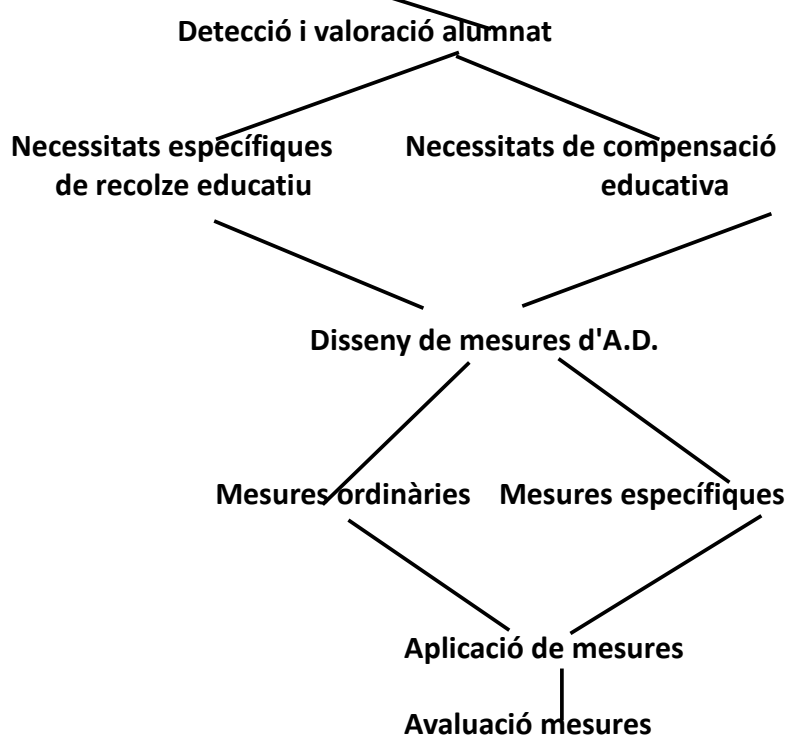 Detecció i valoració alumnat
Necessitats específiques
de recolze educatiu
Necessitats de compensació
educativa
Disseny de mesures d'A.D.
Mesures ordinàries
Mesures específiques
Aplicació de mesures
Avaluació mesures